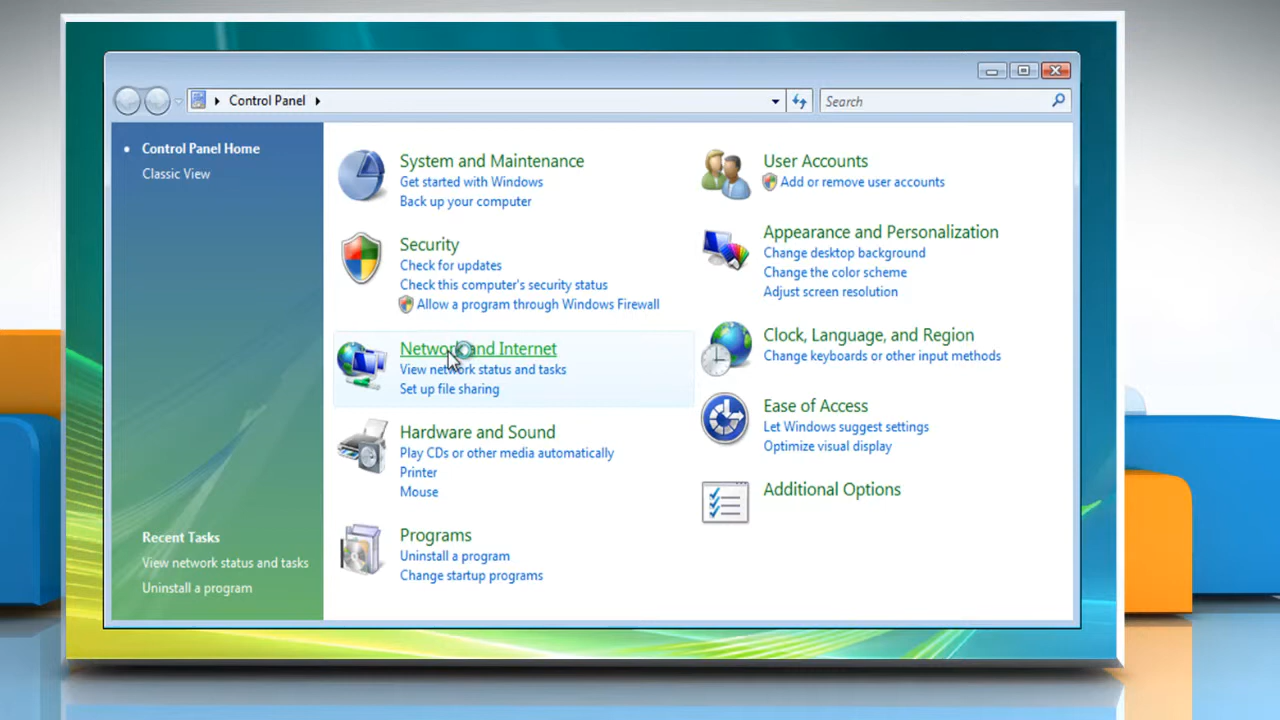 Control Panel
Search
Control Panel Home
Classic View
System and Maintenance
Get started with Windows
Back up your computer
Security
Check for updates
Check this computer's security status
Allow a program through Windows Firewall
Network and Internet
View network status and tasks
Set up file sharing
Hardware and Sound
Play CDs or other media automatically
Printer
Mouse
Programs
Uninstall a program
Change startup programs
User Accounts
Add or remove user accounts
Appearance and Personalization
Change desktop background
Change the color scheme
Adjust screen resolution
Clock, Language, and Region
Change keyboards or other input methods
Ease of Access
Let Windows suggest settings
Optimize visual display
Additional Options
Recent Tasks
View network status and tasks
Uninstall a program